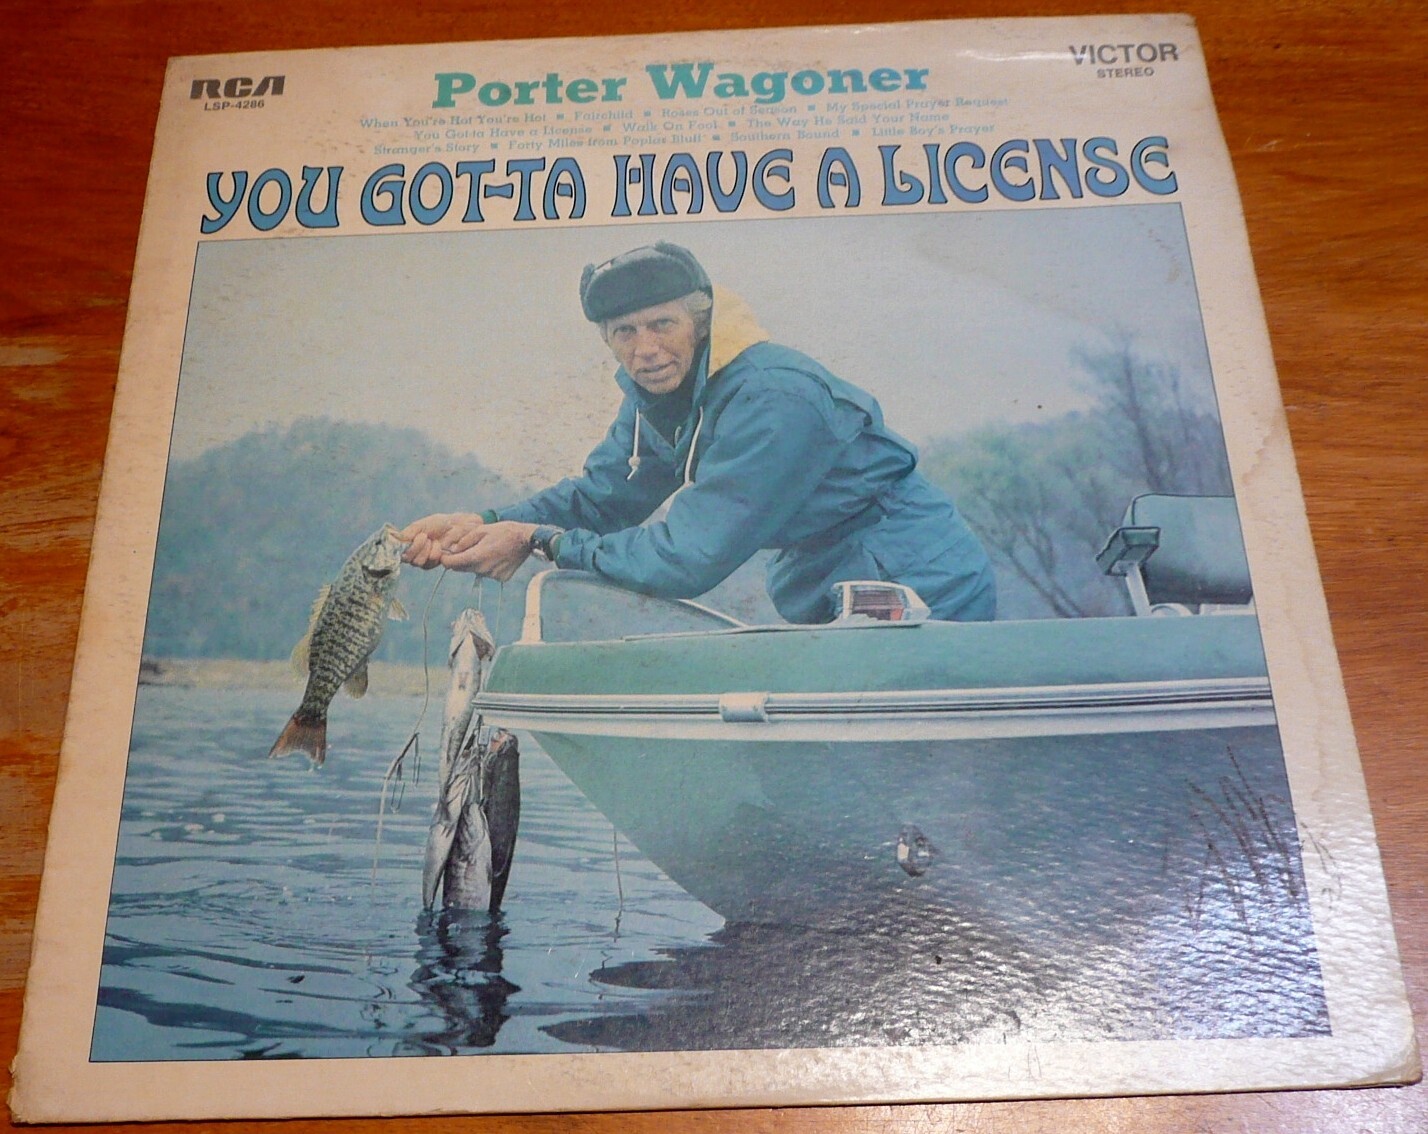 RCA
LSP-4286
Porter Wagoner
VICTOR
STEREO
When You're Hot You're Hot ■ Fairchild ■ Roses Out of Season ■ My Special Prayer Request
You Got-ta Have a License ■ Walk On Fool ■ The Way He Said Your Name
Stranger's Story ■ Forty Miles from Poplar Bluff ■ Southern Bound ■ Little Boy's Prayer
YOU GOT-TA HAVE A LICENSE